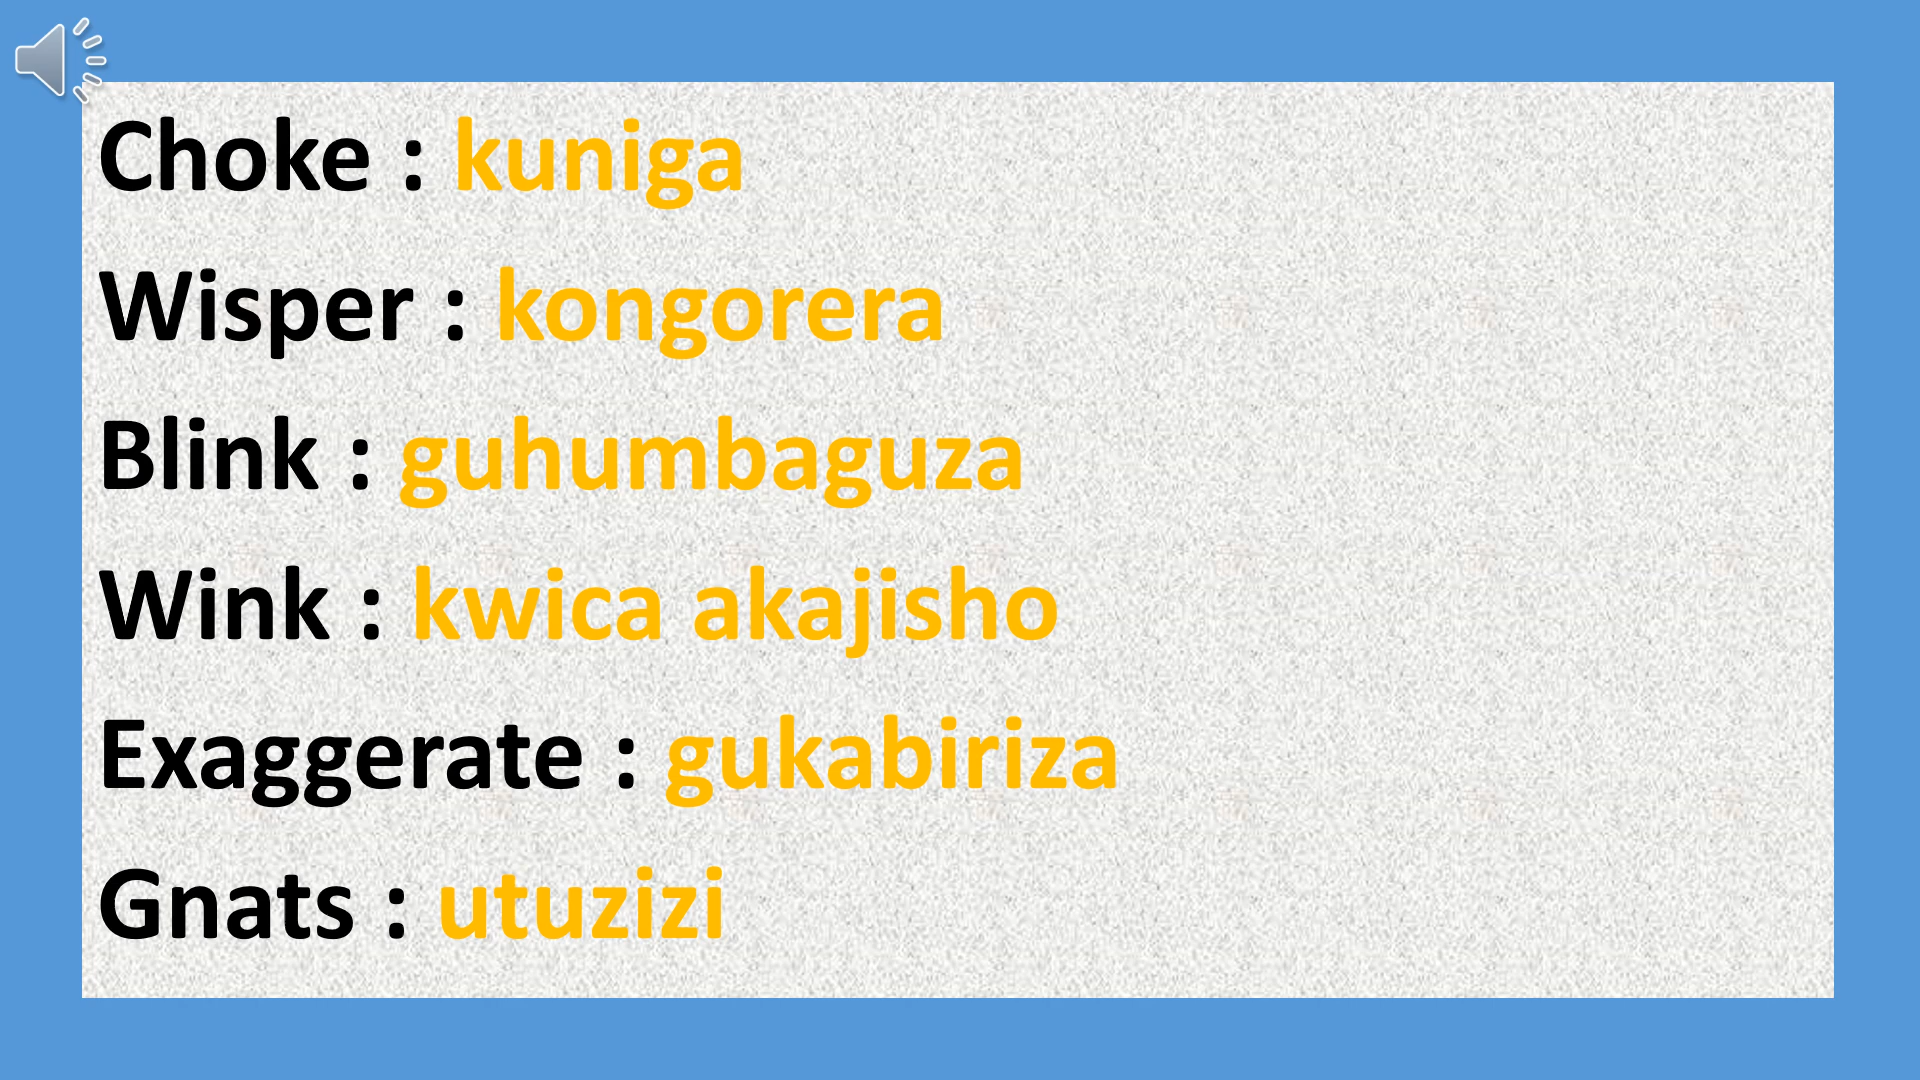 Choke : kuniga
Wisper : kongorera
Blink : guhumbaguza
Wink : kwica akajisho
Exaggerate : gukabiriza
Gnats : utuzizi